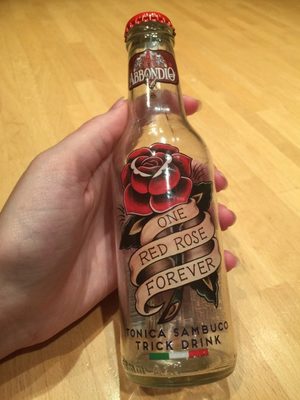 ABBONDIO
ONE
RED ROSE
FOREVER
TONICA SAMBUCO
TRICK DRINK